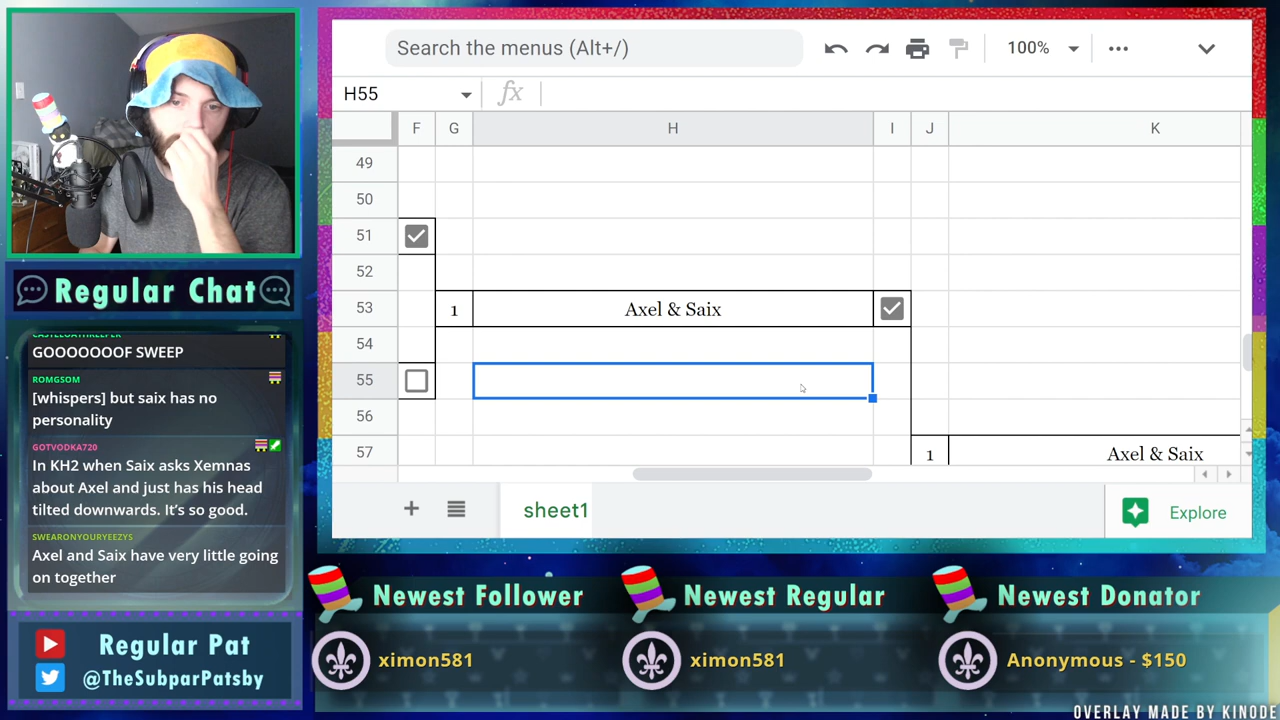 Search the menus (Alt+/)
100%
H55
fx
F G H I J K
49
50
51
52
53 1 Axel & Saix
54
55
56
57 1 Axel & Saix
sheet1
Explore
Regular Chat
CASTLEOATHKEEPER
GOOOOOOOF SWEEP
ROMGSOM
[whispers] but saix has no
personality
GOTVODKA720
In KH2 when Saix asks Xemnas
about Axel and just has his head
tilted downwards. It's so good.
SWEARONYOURYEEZYS
Axel and Saix have very little going
on together
Regular Pat
@TheSubparPatsby
Newest Follower
ximon581
Newest Regular
ximon581
Newest Donator
Anonymous - $150
OVERLAY MADE BY KINODE